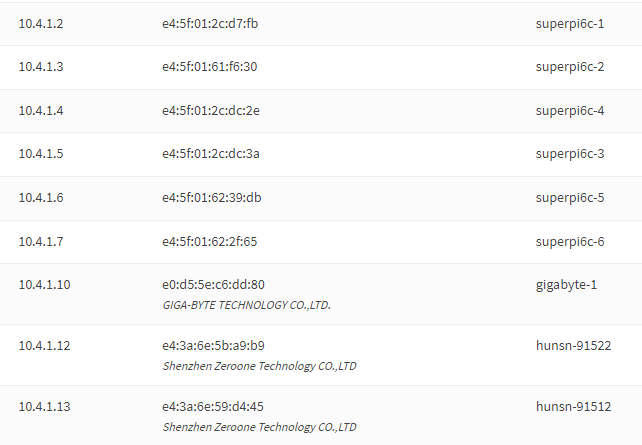 10.4.1.2 e4:5f:01:2c:d7:fb superpi6c-1
10.4.1.3 e4:5f:01:61:f6:30 superpi6c-2
10.4.1.4 e4:5f:01:2c:dc:2e superpi6c-4
10.4.1.5 e4:5f:01:2c:dc:3a superpi6c-3
10.4.1.6 e4:5f:01:62:39:db superpi6c-5
10.4.1.7 e4:5f:01:62:2f:65 superpi6c-6
10.4.1.10 e0:d5:5e:c6:dd:80 gigabyte-1
GIGA-BYTE TECHNOLOGY CO.,LTD.
10.4.1.12 e4:3a:6e:5b:a9:b9 hunsn-91522
Shenzhen Zeroone Technology CO.,LTD
10.4.1.13 e4:3a:6e:59:d4:45 hunsn-91512
Shenzhen Zeroone Technology CO.,LTD